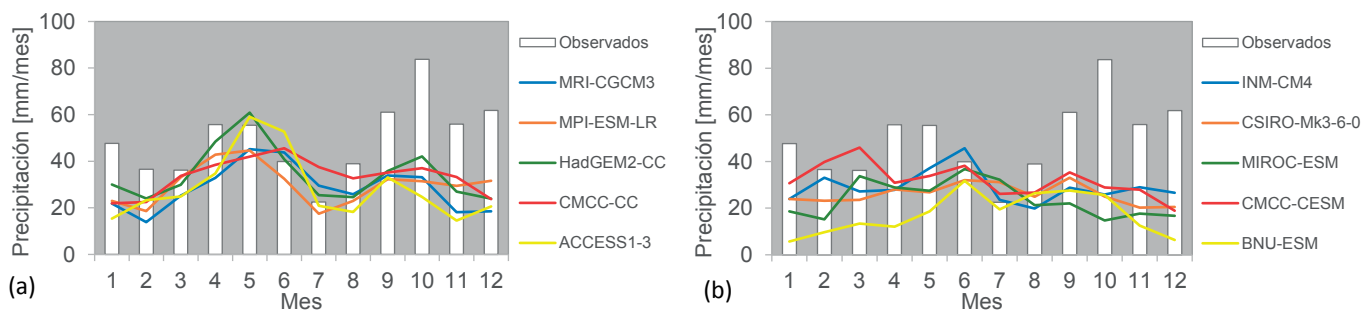 Precipitación [mm/mes]
100
80
60
40
20
0
1 2 3 4 5 6 7 8 9 10 11 12
Mes
(a)
Observados
MRI-CGCM3
MPI-ESM-LR
HadGEM2-CC
CMCC-CC
ACCESS1-3
Precipitación [mm/mes]
100
80
60
40
20
0
1 2 3 4 5 6 7 8 9 10 11 12
Mes
(b)
Observados
INM-CM4
CSIRO-Mk3-6-0
MIROC-ESM
CMCC-CESM
BNU-ESM